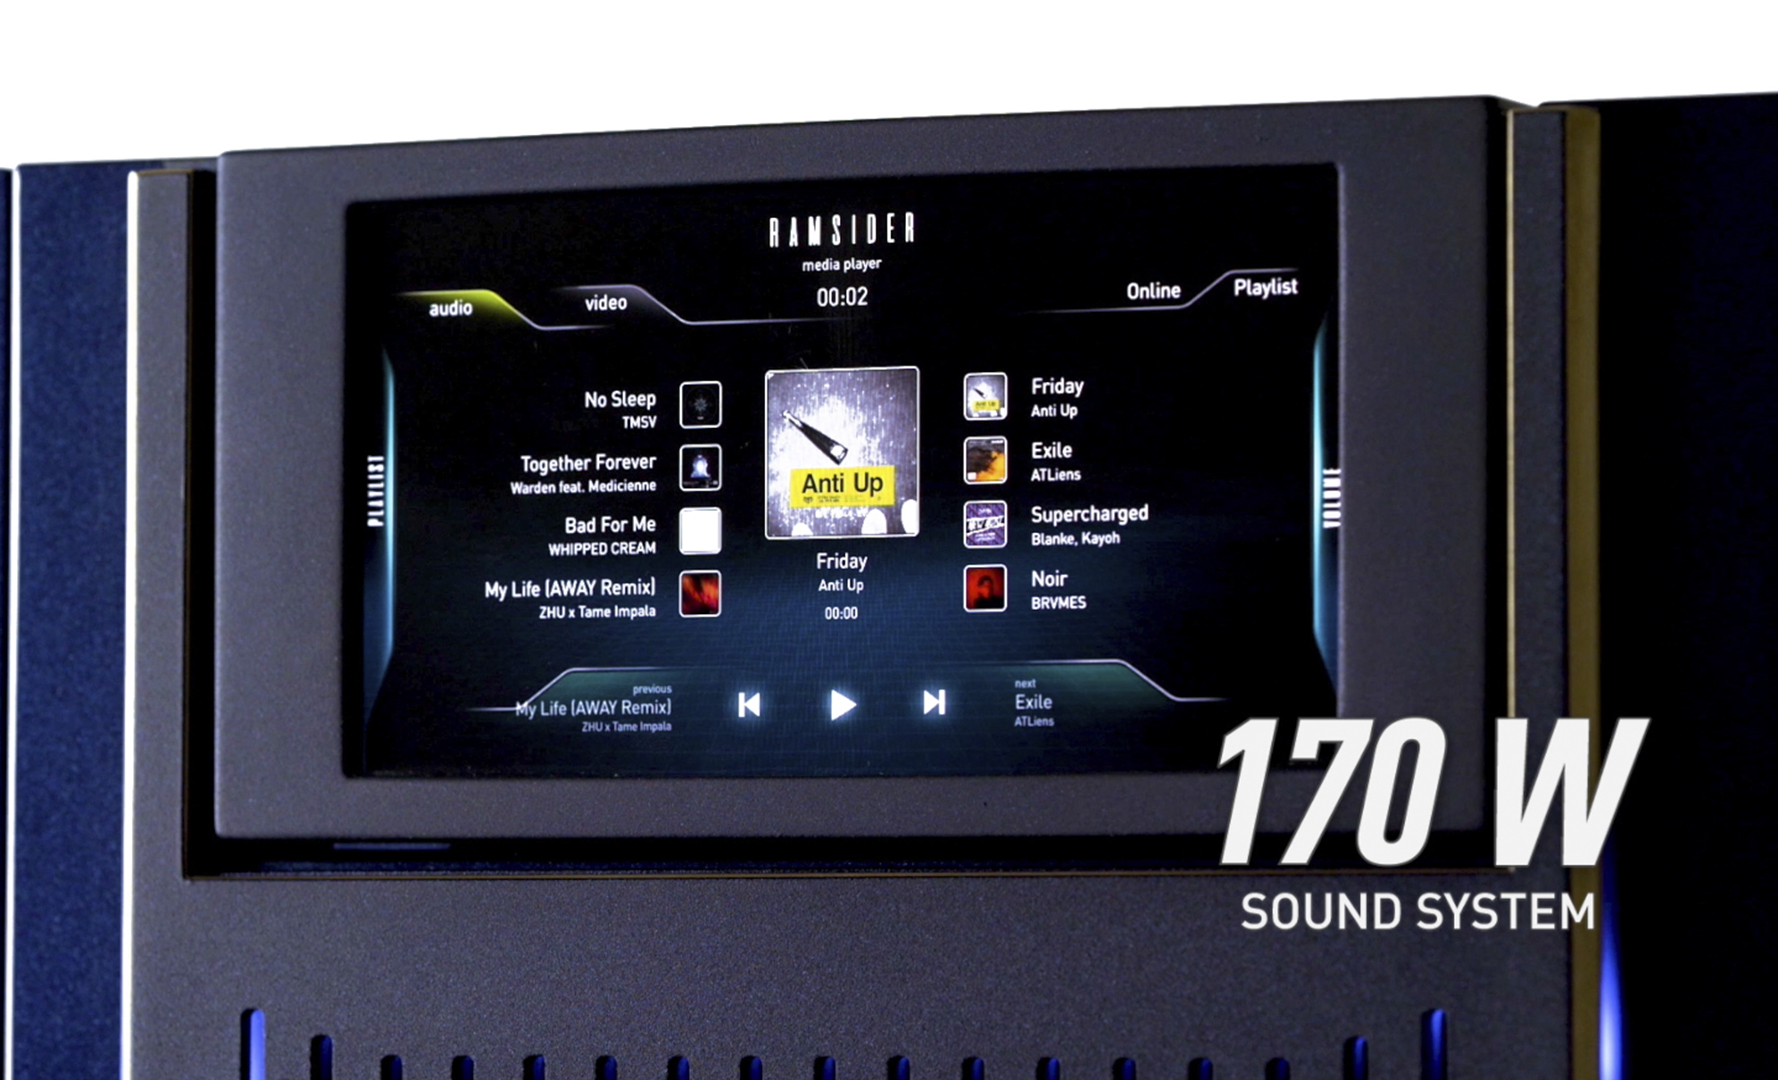 RAMSIDER
media player
00:02
audio
video
Online
Playlist
PLAYLIST
No Sleep
TMSV
Together Forever
Warden feat. Medicienne
Bad For Me
WHIPPED CREAM
My Life (AWAY Remix)
ZHU x Tame Impala
Anti Up
Friday
Anti Up
00:00
Friday
Anti Up
Exile
ATLiens
Supercharged
Blanke, Kayoh
Noir
BRVMES
VOLUME
previous
My Life (AWAY Remix)
ZHU x Tame Impala
next
Exile
ATLiens
170 W
SOUND SYSTEM